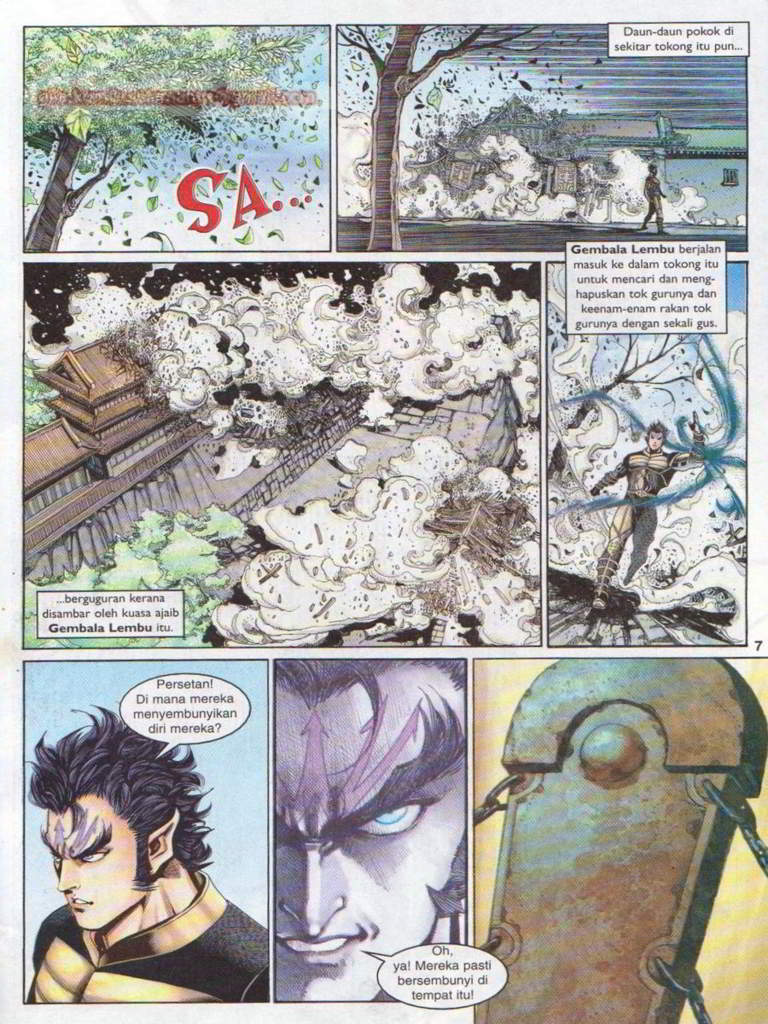 SA...
Daun-daun pokok di
sekitar tokong itu pun...
...berguguran kerana
disambar oleh kuasa ajaib
Gembala Lembu itu.
Gembala Lembu berjalan
masuk ke dalam tokong itu
untuk mencari dan meng-
hapuskan tok gurunya dan
keenam-enam rakan tok
gurunya dengan sekali gus.
7
Persetan!
Di mana mereka
menyembunyikan
diri mereka?
Oh,
ya! Mereka pasti
bersembunyi di
tempat itu!